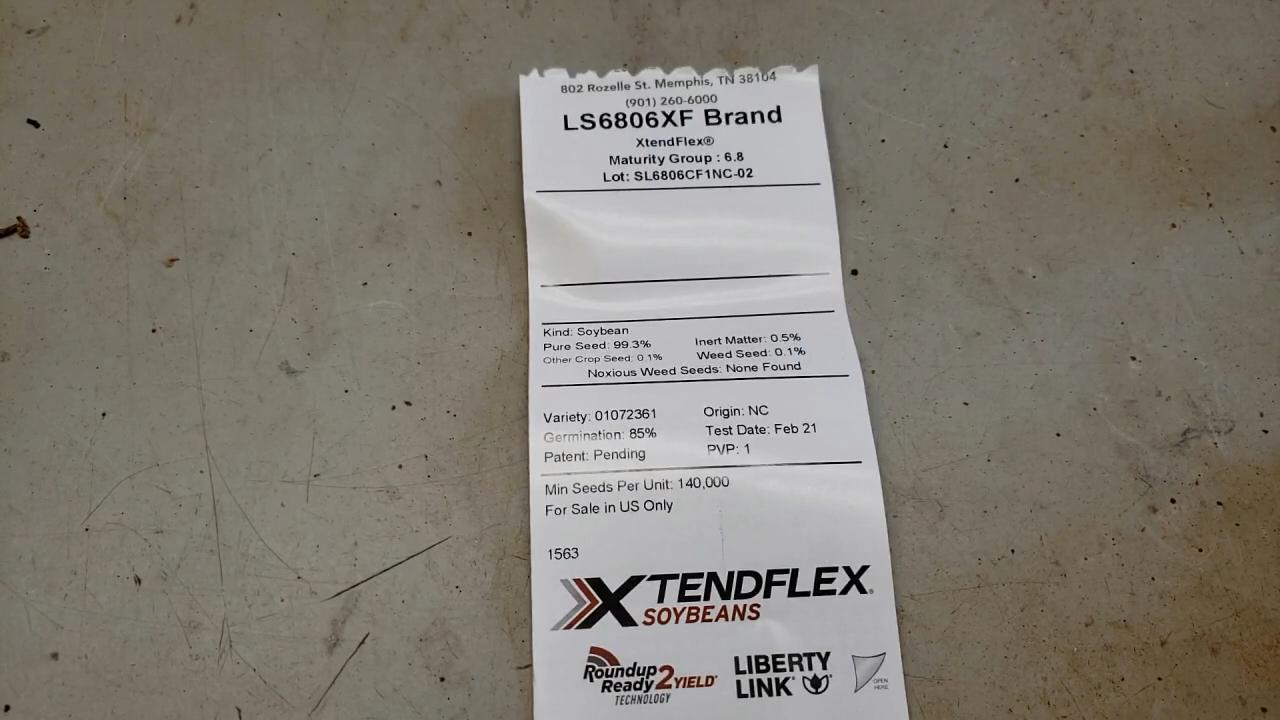 802 Rozelle St. Memphis, TN 38104
(901) 260-6000
LS6806XF Brand
XtendFlex®
Maturity Group : 6.8
Lot: SL6806CF1NC-02
Kind: Soybean
Pure Seed: 99.3% Inert Matter: 0.5%
Other Crop Seed: 0.1% Weed Seed: 0.1%
Noxious Weed Seeds: None Found
Variety: 01072361 Origin: NC
Germination: 85% Test Date: Feb 21
Patent: Pending PVP: 1
Min Seeds Per Unit: 140,000
For Sale in US Only
1563
XTENDFLEX®
SOYBEANS
Roundup Ready 2 YIELD®
TECHNOLOGY
LIBERTY
LINK®
OPEN
HERE